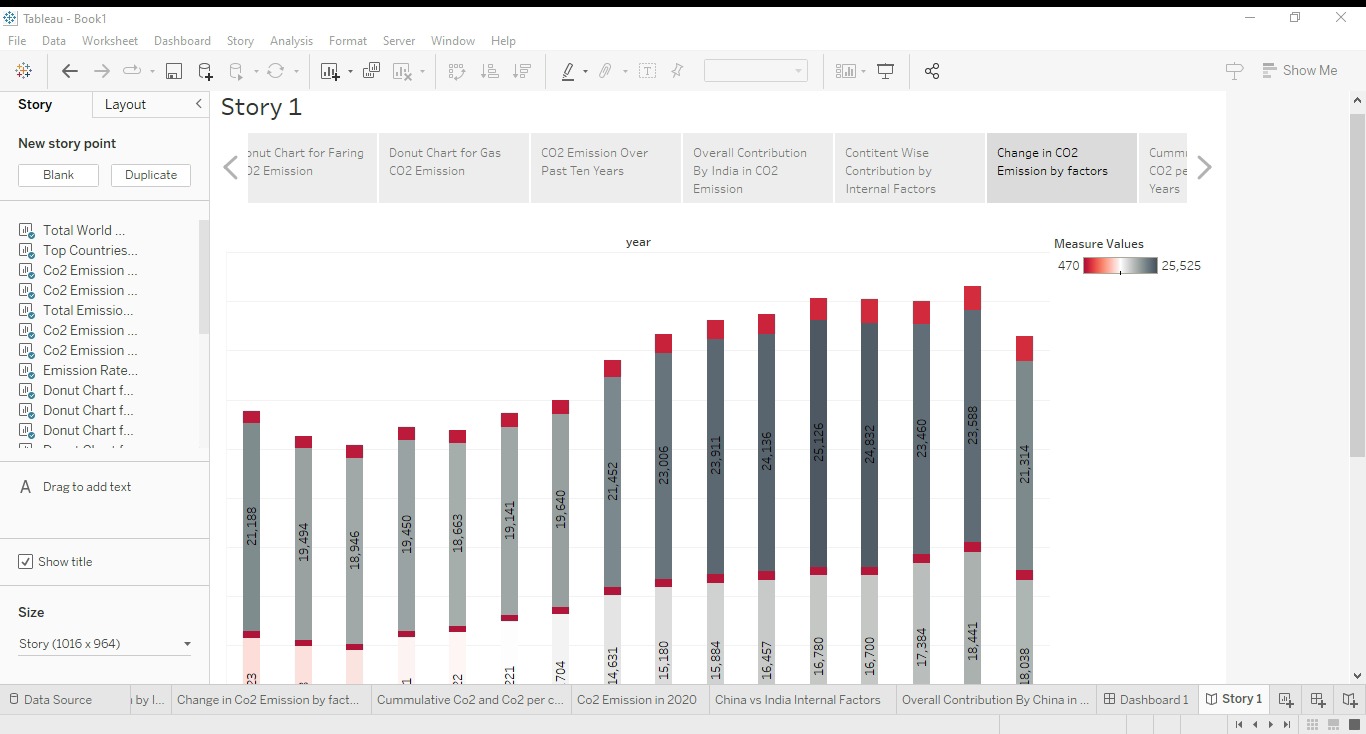 Tableau - Book1
File Data Worksheet Dashboard Story Analysis Format Server Window Help
Show Me
Story Layout
New story point
Blank Duplicate
Total World ...
Top Countries...
Co2 Emission ...
Co2 Emission ...
Total Emissio...
Co2 Emission ...
Co2 Emission ...
Emission Rate...
Donut Chart f...
Donut Chart f...
Donut Chart f...
A Drag to add text
Show title
Size
Story (1016 x 964)
Story 1
onut Chart for Faring
O2 Emission
Donut Chart for Gas
CO2 Emission
CO2 Emission Over
Past Ten Years
Overall Contribution
By India in CO2
Emission
Contitent Wise
Contribution by
Internal Factors
Change in CO2
Emission by factors
Cumm
CO2 pe
Years
year
Measure Values
470 25,525
21,188
19,494
18,946
19,450
18,663
19,141
19,640
21,452
23,006
23,911
24,136
25,126
24,832
23,460
23,588
21,314
23
1
22
221
704
14,631
15,180
15,884
16,457
16,780
16,700
17,384
18,441
18,038
Data Source
by I...
Change in Co2 Emission by fact...
Cummulative Co2 and Co2 per c...
Co2 Emission in 2020
China vs India Internal Factors
Overall Contribution By China in ...
Dashboard 1
Story 1